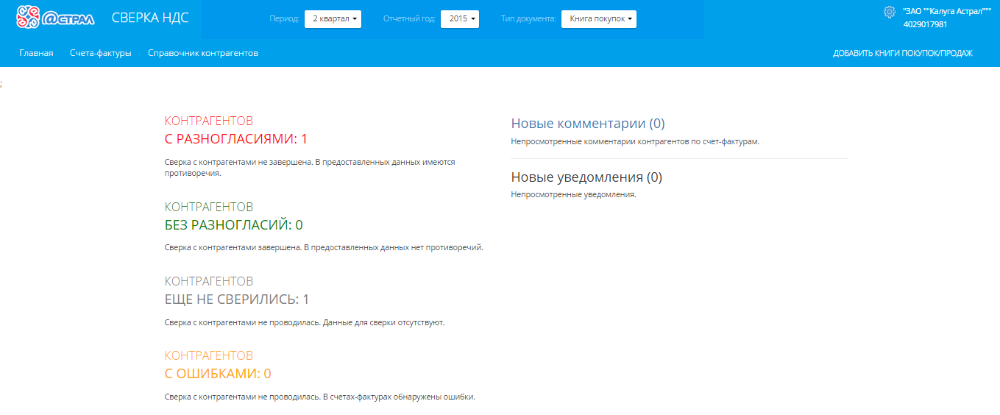 @СТРАЛ СВЕРКА НДС Период: 2 квартал Отчетный год: 2015 Тип документа: Книга покупок "ЗАО ""Калуга Астрал"""
4029017981
Главная Счета-фактуры Справочник контрагентов ДОБАВИТЬ КНИГИ ПОКУПОК/ПРОДАЖ
;
КОНТРАГЕНТОВ
С РАЗНОГЛАСИЯМИ: 1
Сверка с контрагентами не завершена. В предоставленных данных имеются
противоречия.
КОНТРАГЕНТОВ
БЕЗ РАЗНОГЛАСИЙ: 0
Сверка с контрагентами завершена. В предоставленных данных нет противоречий.
КОНТРАГЕНТОВ
ЕЩЕ НЕ СВЕРИЛИСЬ: 1
Сверка с контрагентами не проводилась. Данные для сверки отсутствуют.
КОНТРАГЕНТОВ
С ОШИБКАМИ: 0
Сверка с контрагентами не проводилась. В счетах-фактурах обнаружены ошибки.
Новые комментарии (0)
Непросмотренные комментарии контрагентов по счет-фактурам.
Новые уведомления (0)
Непросмотренные уведомления.